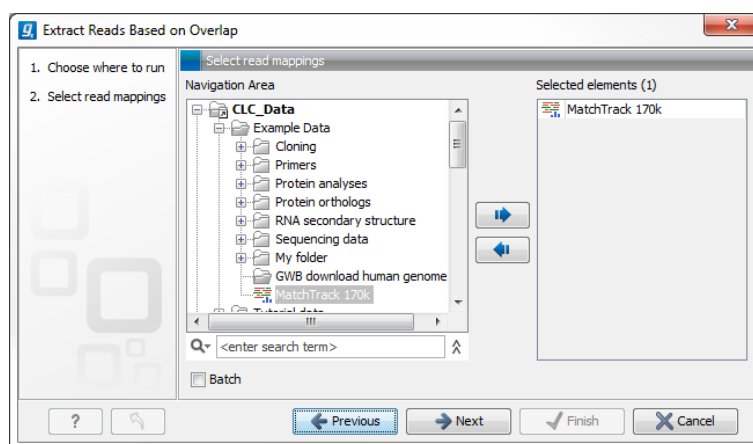 Extract Reads Based on Overlap
1. Choose where to run
2. Select read mappings
Select read mappings
Navigation Area
CLC_Data
Example Data
Cloning
Primers
Protein analyses
Protein orthologs
RNA secondary structure
Sequencing data
My folder
GWB download human genome
MatchTrack 170k
Tutorial data
<enter search term>
Batch
Selected elements (1)
MatchTrack 170k
?
Previous
Next
Finish
Cancel